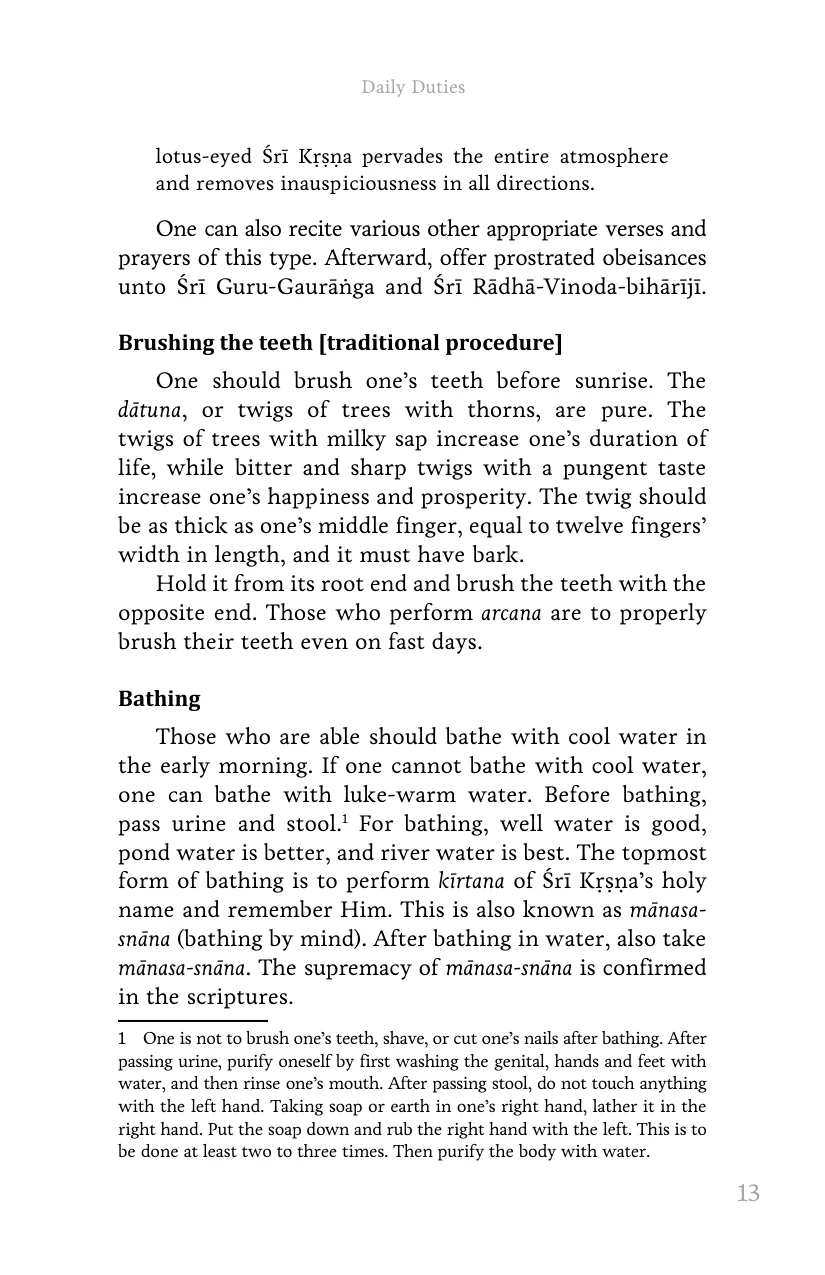 Daily Duties
lotus-eyed Śrī Kṛṣṇa pervades the entire atmosphere
and removes inauspiciousness in all directions.
One can also recite various other appropriate verses and
prayers of this type. Afterward, offer prostrated obeisances
unto Śrī Guru-Gaurāṅga and Śrī Rādhā-Vinoda-bihārījī.
Brushing the teeth [traditional procedure]
One should brush one’s teeth before sunrise. The
dātuna, or twigs of trees with thorns, are pure. The
twigs of trees with milky sap increase one’s duration of
life, while bitter and sharp twigs with a pungent taste
increase one’s happiness and prosperity. The twig should
be as thick as one’s middle finger, equal to twelve fingers’
width in length, and it must have bark.
Hold it from its root end and brush the teeth with the
opposite end. Those who perform arcana are to properly
brush their teeth even on fast days.
Bathing
Those who are able should bathe with cool water in
the early morning. If one cannot bathe with cool water,
one can bathe with luke-warm water. Before bathing,
pass urine and stool.¹ For bathing, well water is good,
pond water is better, and river water is best. The topmost
form of bathing is to perform kīrtana of Śrī Kṛṣṇa’s holy
name and remember Him. This is also known as mānasa-
snāna (bathing by mind). After bathing in water, also take
mānasa-snāna. The supremacy of mānasa-snāna is confirmed
in the scriptures.
1 One is not to brush one’s teeth, shave, or cut one’s nails after bathing. After
passing urine, purify oneself by first washing the genital, hands and feet with
water, and then rinse one’s mouth. After passing stool, do not touch anything
with the left hand. Taking soap or earth in one’s right hand, lather it in the
right hand. Put the soap down and rub the right hand with the left. This is to
be done at least two to three times. Then purify the body with water.
13